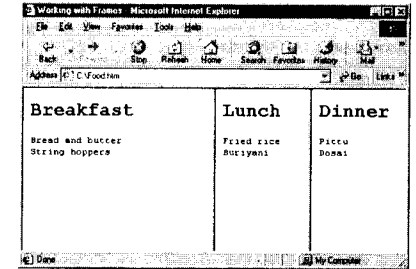 Working with Frames - Microsoft Internet Explorer
File Edit View Favorites Tools Help
Back Stop Refresh Home Search Favorites History Mail
Address C:\Food.htm Go Links »
Breakfast
Bread and butter
String hoppers
Lunch
Fried rice
Buriyani
Dinner
Pittu
Dosai
Done My Computer